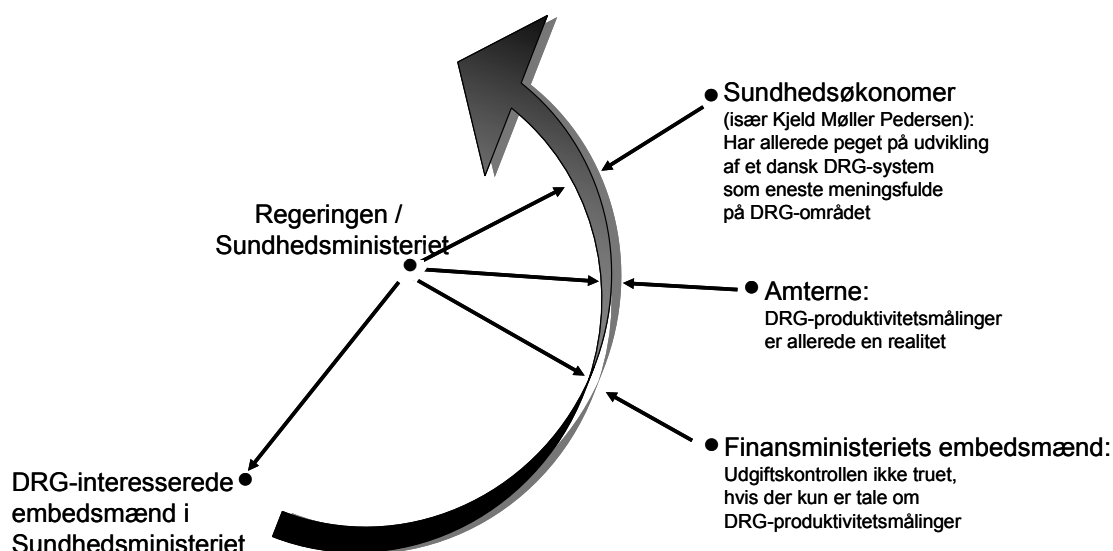 Sundhedsøkonomer
(især Kjeld Møller Pedersen):
Har allerede peget på udvikling
af et dansk DRG-system
som eneste meningsfulde
på DRG-området
Regeringen /
Sundhedsministeriet
Amterne:
DRG-produktivitetsmålinger
er allerede en realitet
Finansministeriets embedsmænd:
Udgiftskontrollen ikke truet,
hvis der kun er tale om
DRG-produktivitetsmålinger
DRG-interesserede
embedsmænd i
Sundhedsministeriet